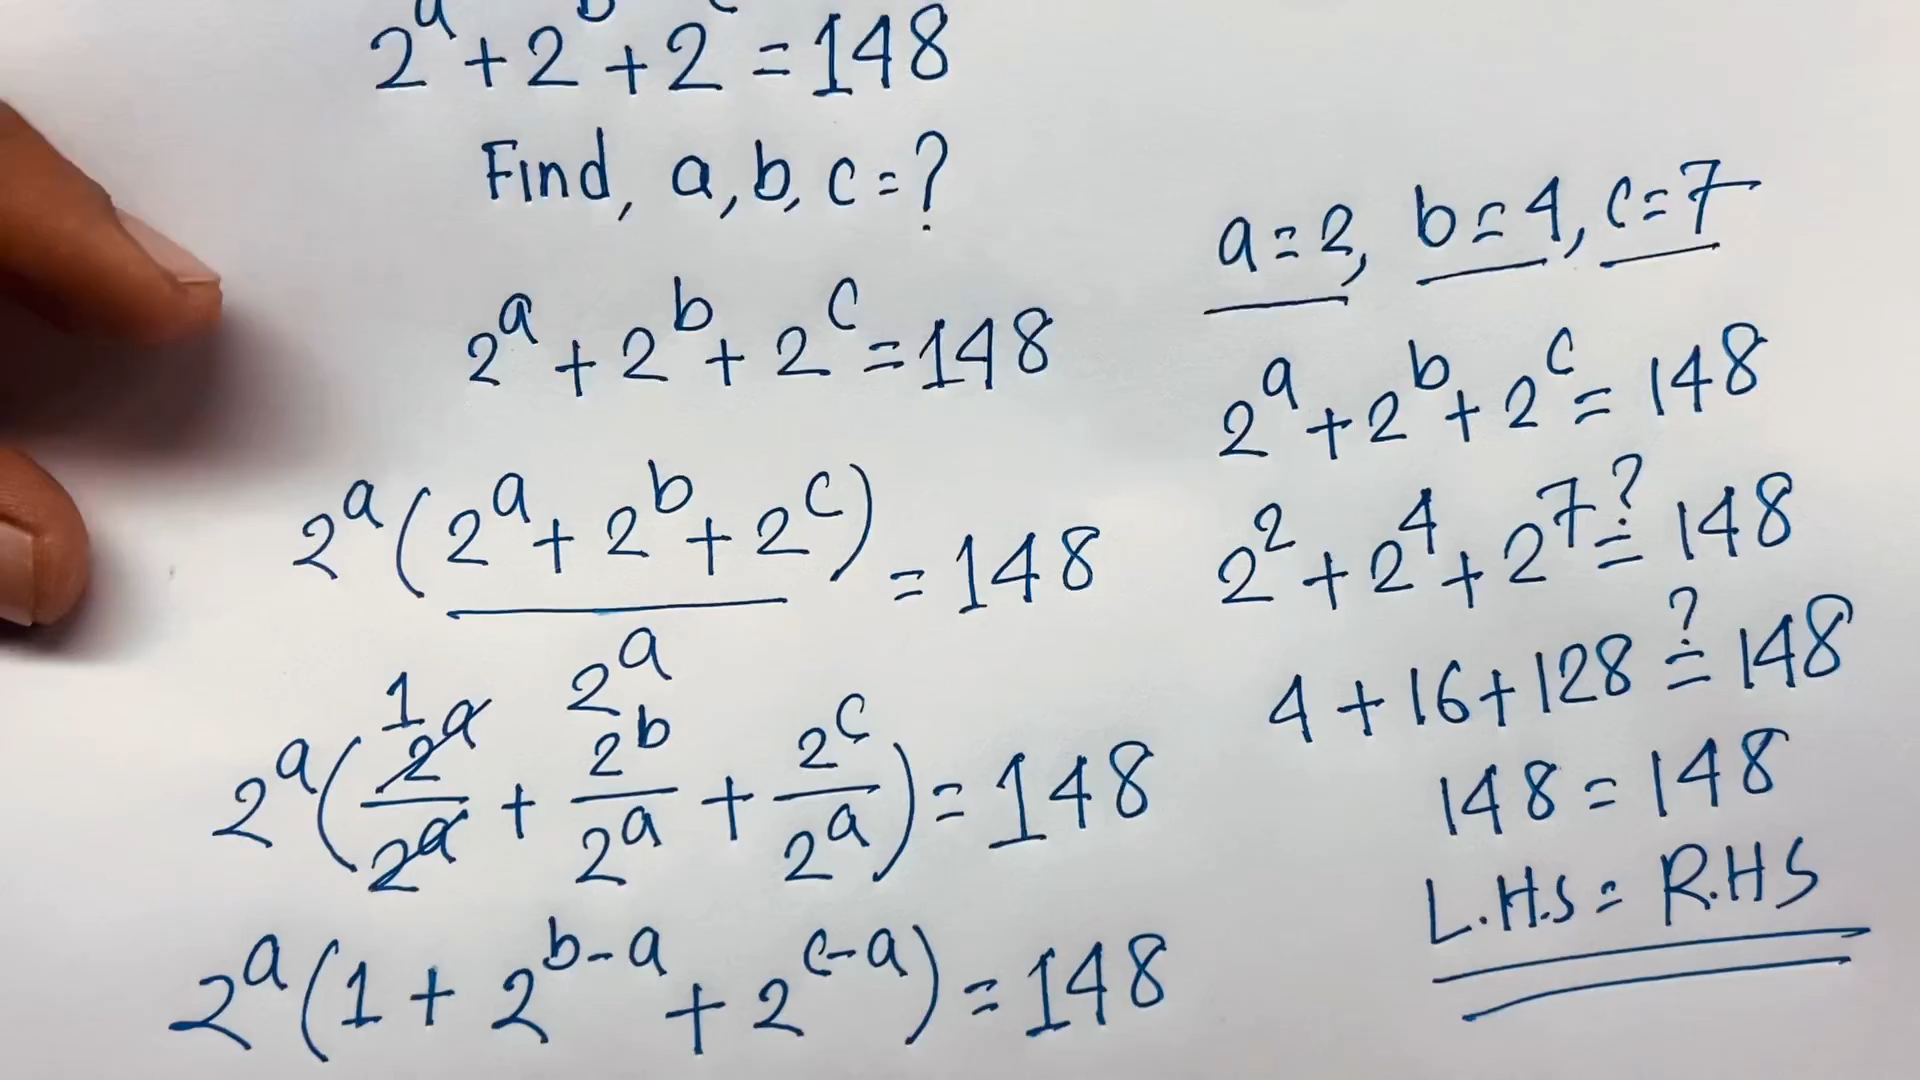 2^a + 2^b + 2^c = 148
Find, a, b, c = ?
2^a + 2^b + 2^c = 148
2^a (2^a + 2^b + 2^c) = 148
2^a
2^a (2^a/2^a + 2^b/2^a + 2^c/2^a) = 148
1
2^a (1 + 2^(b-a) + 2^(c-a)) = 148
a = 2, b = 4, c = 7
2^a + 2^b + 2^c = 148
2^2 + 2^4 + 2^7 ?= 148
4 + 16 + 128 ?= 148
148 = 148
L.H.S = R.H.S